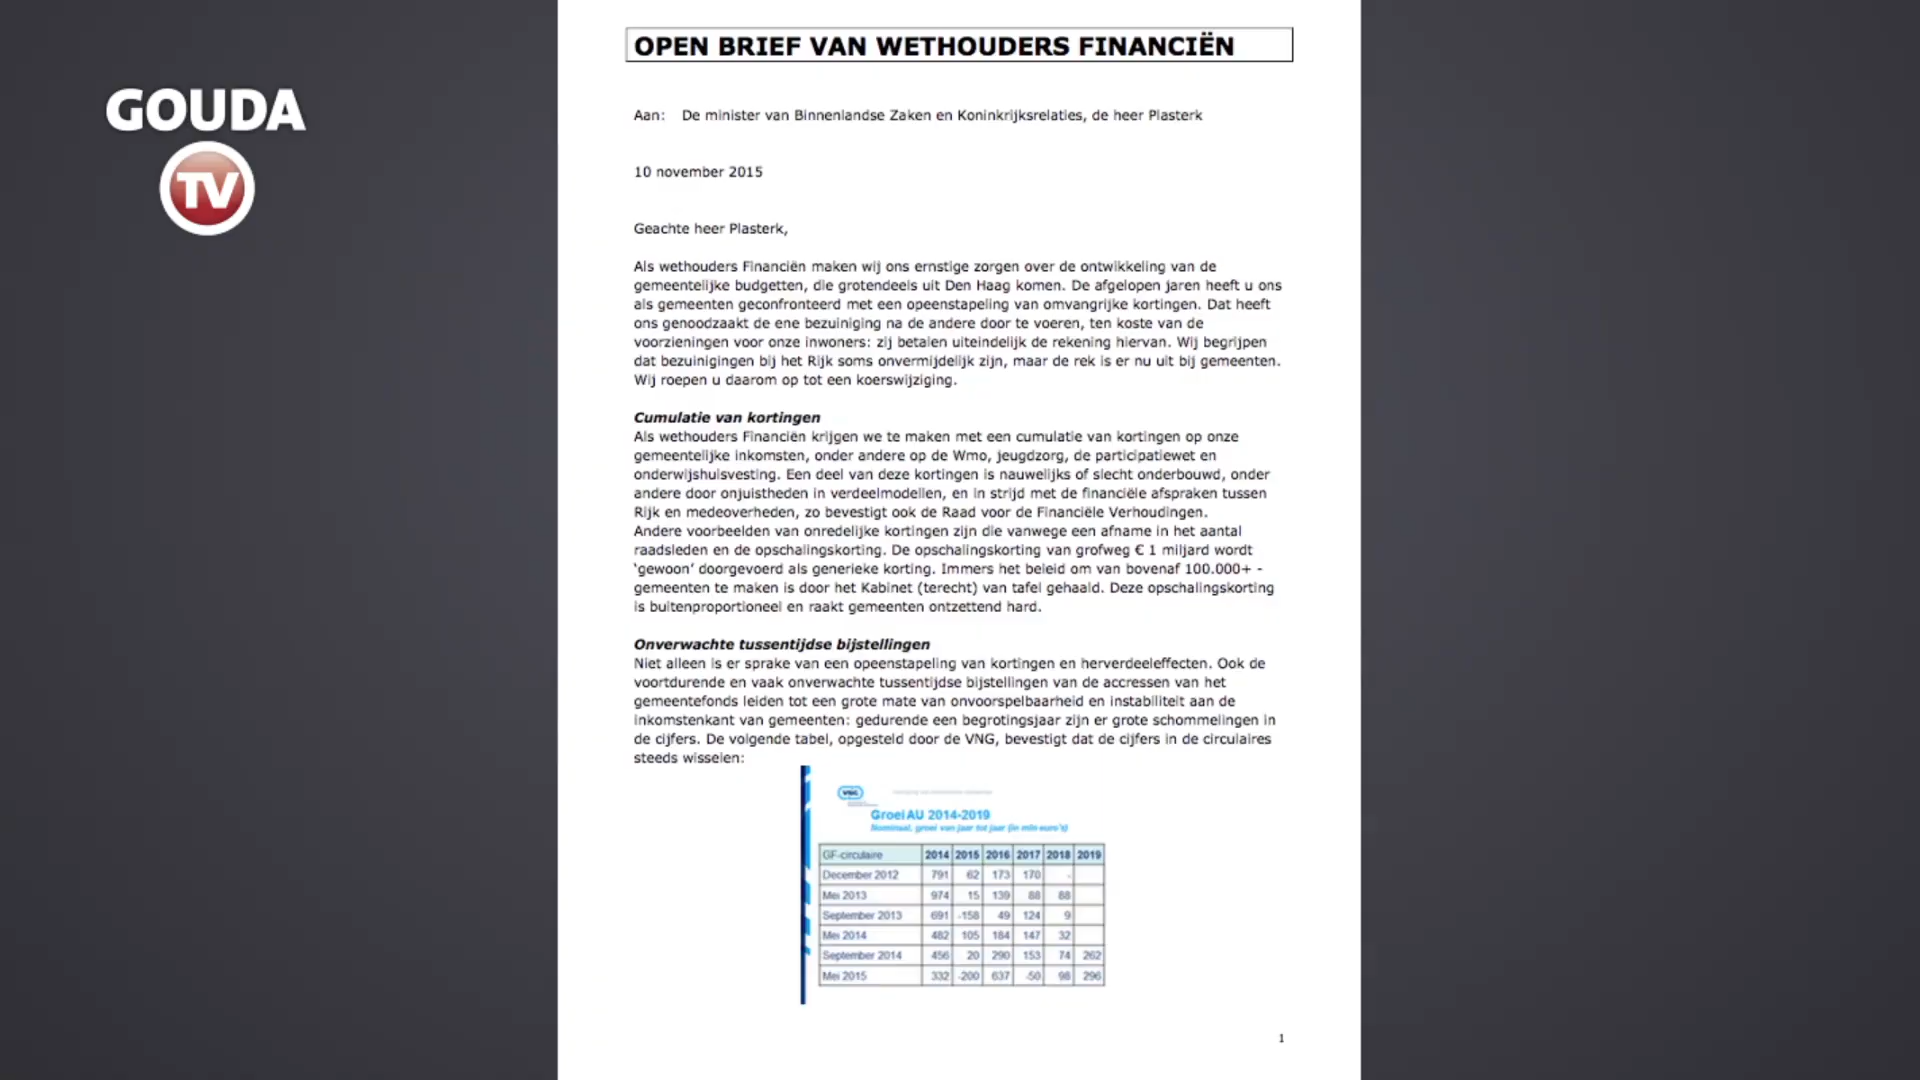 GOUDA
TV
OPEN BRIEF VAN WETHOUDERS FINANCIËN
Aan: De minister van Binnenlandse Zaken en Koninkrijksrelaties, de heer Plasterk
10 november 2015
Geachte heer Plasterk,
Als wethouders Financiën maken wij ons ernstige zorgen over de ontwikkeling van de
gemeentelijke budgetten, die grotendeels uit Den Haag komen. De afgelopen jaren heeft u ons
als gemeenten geconfronteerd met een opeenstapeling van omvangrijke kortingen. Dat heeft
ons genoodzaakt de ene bezuiniging na de andere door te voeren, ten koste van de
voorzieningen voor onze inwoners: zij betalen uiteindelijk de rekening hiervan. Wij begrijpen
dat bezuinigingen bij het Rijk soms onvermijdelijk zijn, maar de rek is er nu uit bij gemeenten.
Wij roepen u daarom op tot een koerswijziging.
Cumulatie van kortingen
Als wethouders Financiën krijgen we te maken met een cumulatie van kortingen op onze
gemeentelijke inkomsten, onder andere op de Wmo, jeugdzorg, de participatiewet en
onderwijshuisvesting. Een deel van deze kortingen is nauwelijks of slecht onderbouwd, onder
andere door onjuistheden in verdeelmodellen, en in strijd met de financiële afspraken tussen
Rijk en medeoverheden, zo bevestigt ook de Raad voor de Financiële Verhoudingen.
Andere voorbeelden van onredelijke kortingen zijn die vanwege een afname in het aantal
raadsleden en de opschalingskorting. De opschalingskorting van grofweg € 1 miljard wordt
'gewoon' doorgevoerd als generieke korting. Immers het beleid om van bovenaf 100.000+ -
gemeenten te maken is door het Kabinet (terecht) van tafel gehaald. Deze opschalingskorting
is buitenproportioneel en raakt gemeenten ontzettend hard.
Onverwachte tussentijdse bijstellingen
Niet alleen is er sprake van een opeenstapeling van kortingen en herverdeeleffecten. Ook de
voortdurende en vaak onverwachte tussentijdse bijstellingen van de accressen van het
gemeentefonds leiden tot een grote mate van onvoorspelbaarheid en instabiliteit aan de
inkomstenkant van gemeenten: gedurende een begrotingsjaar zijn er grote schommelingen in
de cijfers. De volgende tabel, opgesteld door de VNG, bevestigt dat de cijfers in de circulaires
steeds wisselen:
VNG
Groei AU 2014-2019
Nominaal, groei van jaar tot jaar (in mln euro's)
GF-circulaire 2014 2015 2016 2017 2018 2019
December 2012 791 62 173 170 -
Mei 2013 974 15 139 88 88
September 2013 691 -158 49 124 9
Mei 2014 482 105 184 147 32
September 2014 456 20 290 153 74 262
Mei 2015 332 -200 637 -50 98 296
1